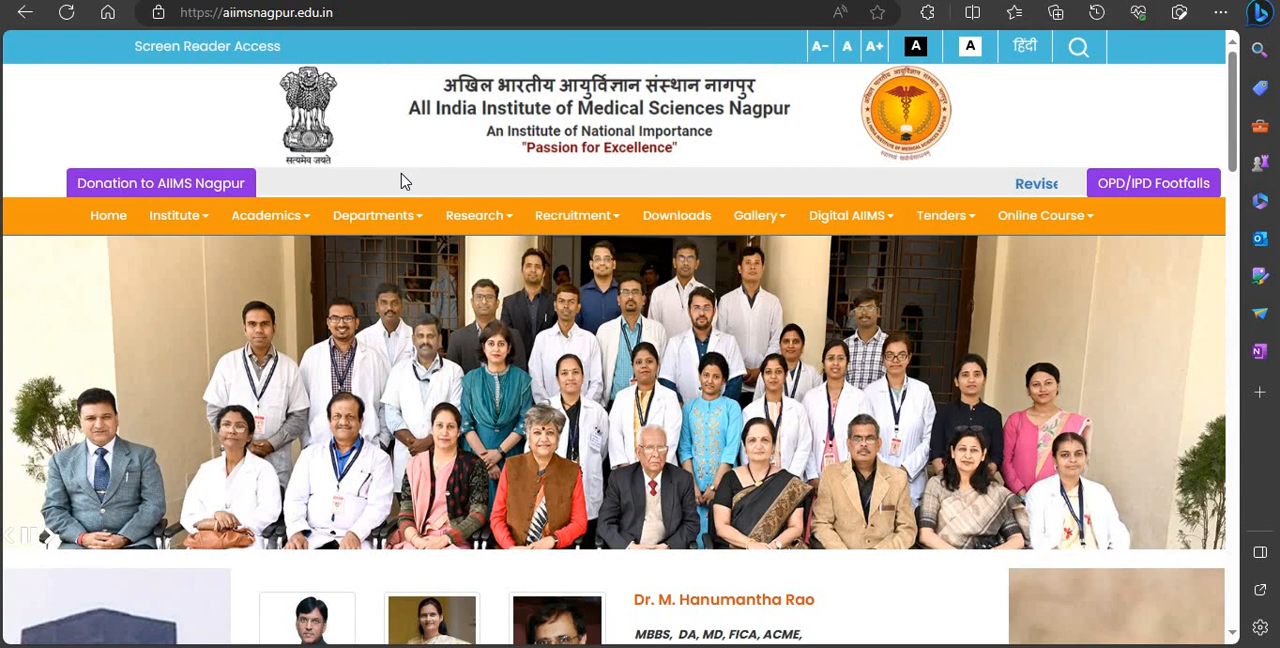 https://aiimsnagpur.edu.in
Screen Reader Access
A− A A+ A A हिंदी
अखिल भारतीय आयुर्विज्ञान संस्थान नागपुर
All India Institute of Medical Sciences Nagpur
An Institute of National Importance
"Passion for Excellence"
सत्यमेव जयते
Donation to AIIMS Nagpur
Revise
OPD/IPD Footfalls
Home Institute Academics Departments Research Recruitment Downloads Gallery Digital AIIMS Tenders Online Course
Dr. M. Hanumantha Rao
MBBS, DA, MD, FICA, ACME,